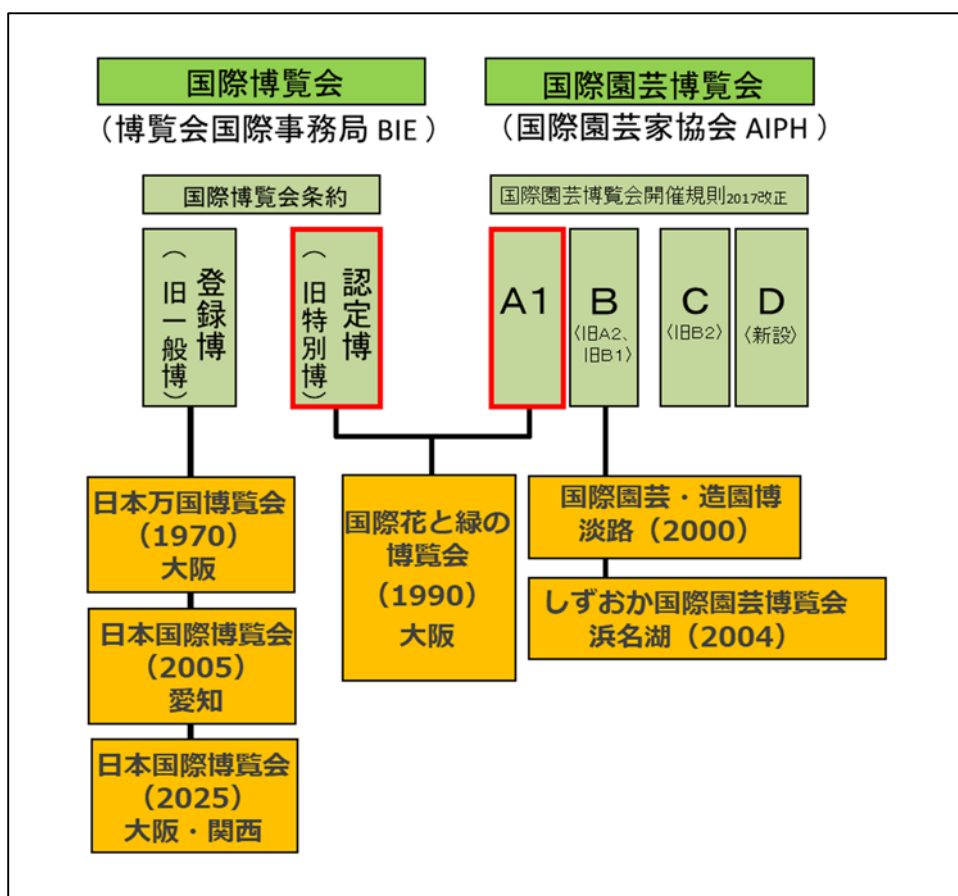 国際博覧会
（博覧会国際事務局 BIE ）
国際園芸博覧会
（国際園芸家協会 AIPH ）
国際博覧会条約
国際園芸博覧会開催規則2017改正
登録博
（旧一般博）
認定博
（旧特別博）
A1
B
〈旧A2、
旧B1〉
C
〈旧B2〉
D
〈新設〉
日本万国博覧会
（1970）
大阪
日本国際博覧会
（2005）
愛知
日本国際博覧会
（2025）
大阪・関西
国際花と緑の
博覧会
（1990）
大阪
国際園芸・造園博
淡路（2000）
しずおか国際園芸博覧会
浜名湖（2004）